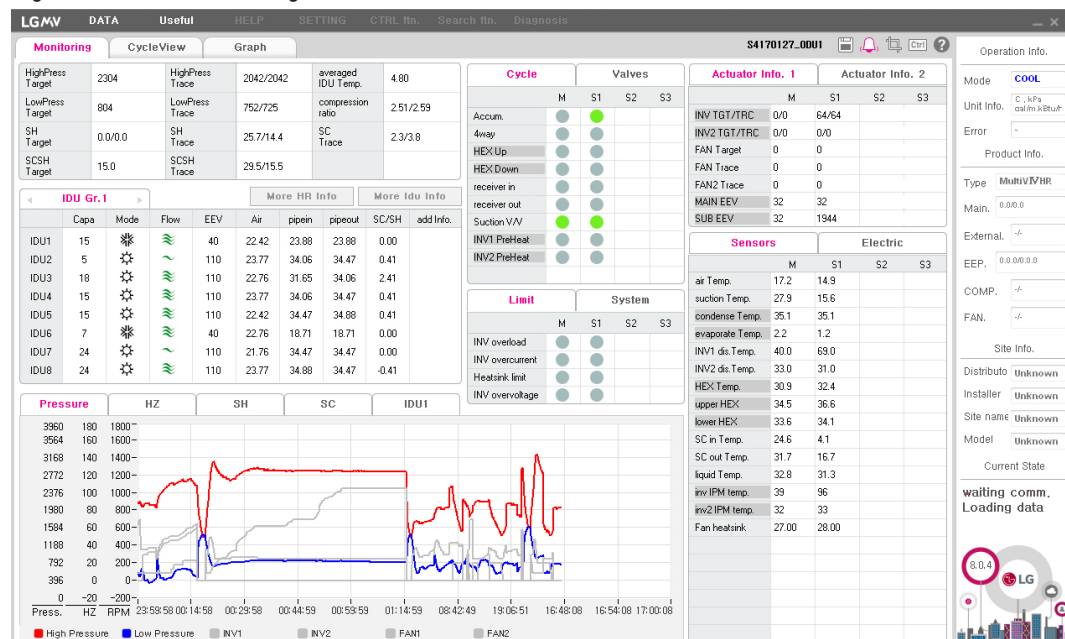 LGMV DATA Useful HELP SETTING CTRL ftn. Search ftn. Diagnosis
Monitoring CycleView Graph S4170127_ODU1 Ctrl ?
HighPress Target 2304 HighPress Trace 2042/2042 averaged IDU Temp. 4.80
LowPress Target 804 LowPress Trace 752/725 compression ratio 2.51/2.59
SH Target 0.0/0.0 SH Trace 25.7/14.4 SC Trace 2.3/3.8
SCSH Target 15.0 SCSH Trace 29.5/15.5
IDU Gr.1 More HR Info More Idu Info
Capa Mode Flow EEV Air pipein pipeout SC/SH add Info.
IDU1 15 40 22.42 23.88 23.88 0.00
IDU2 5 110 23.77 34.06 34.47 0.41
IDU3 18 110 22.76 31.65 34.06 2.41
IDU4 15 110 23.77 34.06 34.47 0.41
IDU5 15 110 22.42 34.47 34.88 0.41
IDU6 7 40 22.76 18.71 18.71 0.00
IDU7 24 110 21.76 34.47 34.47 0.00
IDU8 24 110 23.77 34.88 34.47 -0.41
Cycle Valves
M S1 S2 S3
Accum.
4way
HEX Up
HEX Down
receiver in
receiver out
Suction V/V
INV1 PreHeat
INV2 PreHeat
Limit System
M S1 S2 S3
INV overload
INV overcurrent
Heatsink limit
INV overvoltage
Actuator Info. 1 Actuator Info. 2
M S1 S2 S3
INV TGT/TRC 0/0 64/64
INV2 TGT/TRC 0/0 0/0
FAN Target 0 0
FAN Trace 0 0
FAN2 Trace 0 0
MAIN EEV 32 32
SUB EEV 32 1944
Sensors Electric
M S1 S2 S3
air Temp. 17.2 14.9
suction Temp. 27.9 15.6
condense Temp. 35.1 35.1
evaporate Temp. 2.2 1.2
INV1 dis.Temp. 40.0 69.0
INV2 dis.Temp. 33.0 31.0
HEX Temp. 30.9 32.4
upper HEX 34.5 36.6
lower HEX 33.6 34.1
SC in Temp. 24.6 4.1
SC out Temp. 31.7 16.7
liquid Temp. 32.8 31.3
inv IPM temp. 39 96
inv2 IPM temp. 32 33
Fan heatsink 27.00 28.00
Pressure HZ SH SC IDU1
3960 180 1800
3564 160 1600
3168 140 1400
2772 120 1200
2376 100 1000
1980 80 800
1584 60 600
1188 40 400
792 20 200
396 0 0
0 -20 -200
Press. HZ RPM 23:59:58 00:14:58 00:29:58 00:44:59 00:59:59 01:14:59 08:42:49 19:06:51 16:48:08 16:54:08 17:00:08
High Pressure Low Pressure INV1 INV2 FAN1 FAN2
Operation Info.
Mode COOL
Unit Info. C , kPa
Error -
Product Info.
Type MultiVⅣHR
Main. 0.0/0.0
External. -/-
EEP. 0.0.0/0.0.0
COMP. -/-
FAN. -/-
Site Info.
Distributo Unknown
Installer Unknown
Site name Unknown
Model Unknown
Current State
waiting comm.
Loading data
8.0.4
LG